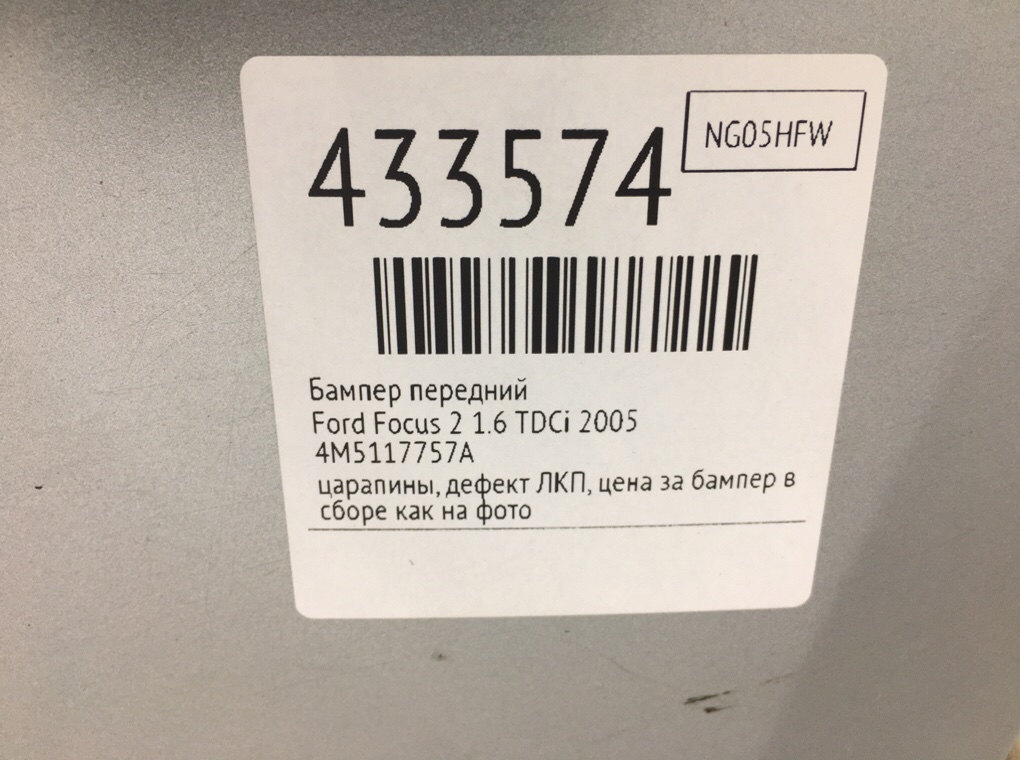 NG05HFW
433574
Бампер передний
Ford Focus 2 1.6 TDCi 2005
4M5117757A
царапины, дефект ЛКП, цена за бампер в
сборе как на фото